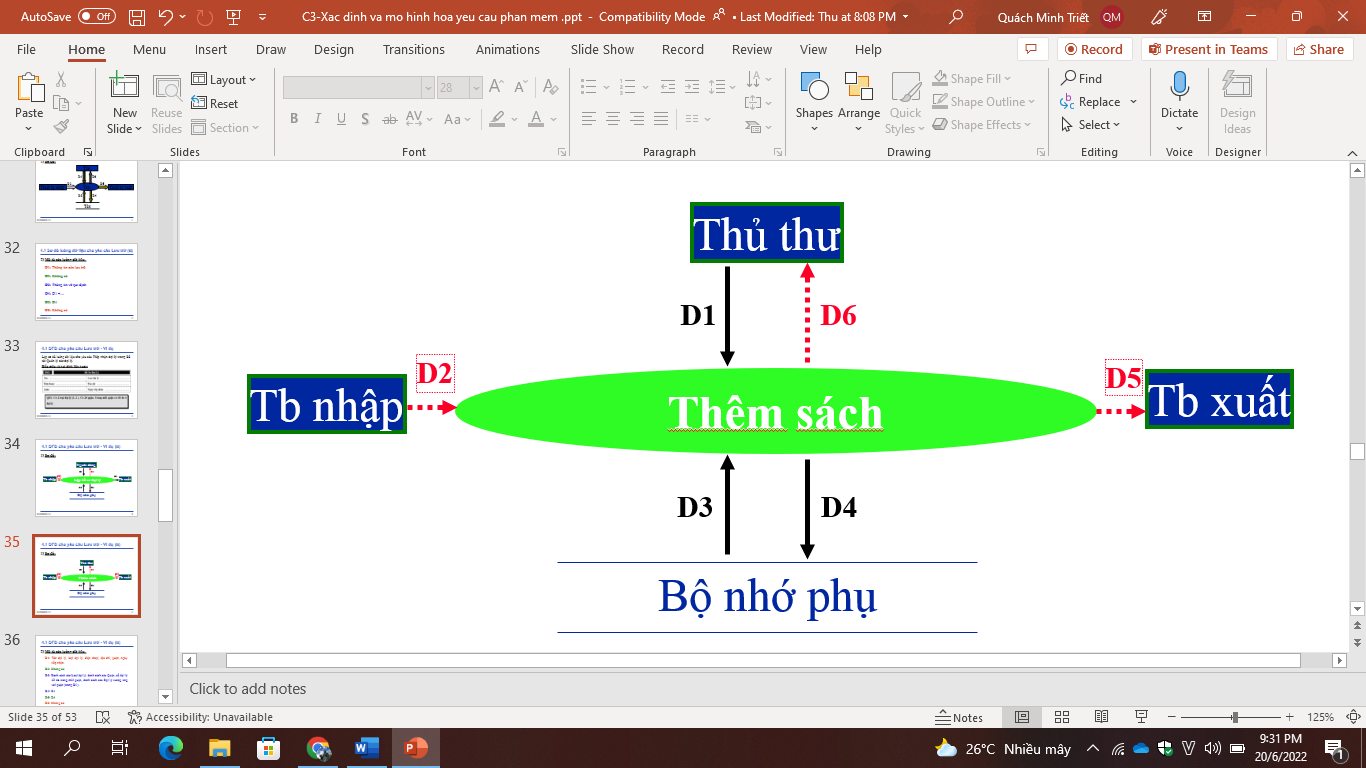 AutoSave Off
C3-Xac dinh va mo hinh hoa yeu cau phan mem .ppt - Compatibility Mode • Last Modified: Thu at 8:08 PM
Quách Minh Triết QM
File Home Menu Insert Draw Design Transitions Animations Slide Show Record Review View Help
Record Present in Teams Share
Paste
New Slide
Reuse Slides
Layout
Reset
Section
28
B I U S ab AV Aa
Shapes
Arrange
Quick Styles
Shape Fill
Shape Outline
Shape Effects
Find
Replace
Select
Dictate
Design Ideas
Clipboard Slides Font Paragraph Drawing Editing Voice Designer
32
33
34
35
36
Thủ thư
D1 D6
Tb nhập D2 Thêm sách D5 Tb xuất
D3 D4
Bộ nhớ phụ
Click to add notes
Slide 35 of 53 Accessibility: Unavailable Notes 125%
26°C Nhiều mây 9:31 PM
20/6/2022 1